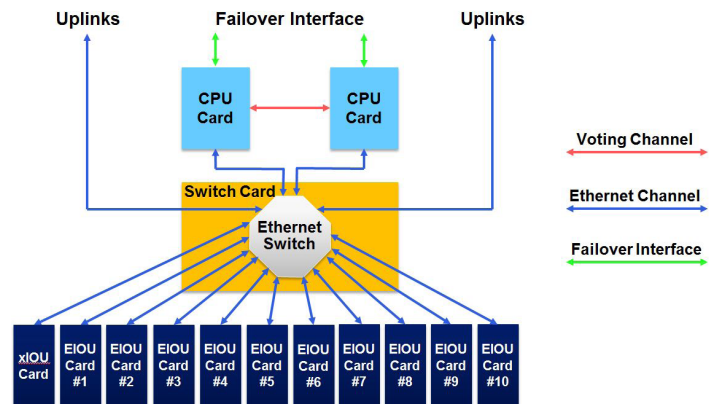 Uplinks
Failover Interface
Uplinks
CPU
Card
CPU
Card
Voting Channel
Switch Card
Ethernet Channel
Ethernet
Switch
Failover Interface
xIOU
Card
EIOU
Card
#1
EIOU
Card
#2
EIOU
Card
#3
EIOU
Card
#4
EIOU
Card
#5
EIOU
Card
#6
EIOU
Card
#7
EIOU
Card
#8
EIOU
Card
#9
EIOU
Card
#10